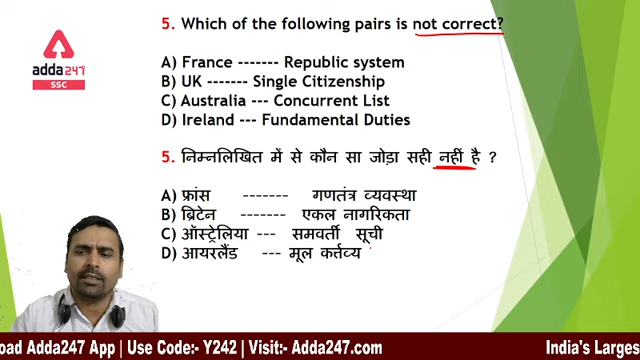 5. Which of the following pairs is not correct?
adda247
SSC
A) France ------- Republic system
B) UK ------- Single Citizenship
C) Australia --- Concurrent List
D) Ireland --- Fundamental Duties
5. निम्नलिखित में से कौन सा जोड़ा सही नहीं है ?
A) फ्रांस ------- गणतंत्र व्यवस्था
B) ब्रिटेन ------- एकल नागरिकता
C) ऑस्ट्रेलिया --- समवर्ती सूची
D) आयरलैंड --- मूल कर्त्तव्य
oad Adda247 App | Use Code:- Y242 | Visit:- Adda247.com
India's Larges